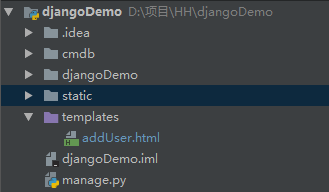 djangoDemo D:\项目\HH\djangoDemo
.idea
cmdb
djangoDemo
static
templates
addUser.html
djangoDemo.iml
manage.py